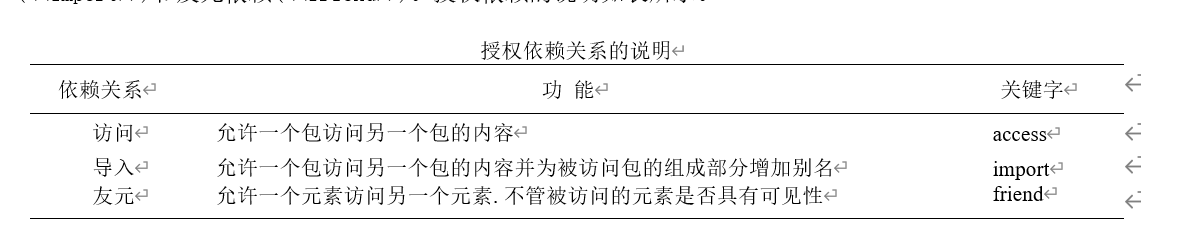 授权依赖关系的说明
依赖关系 功 能 关键字
访问 允许一个包访问另一个包的内容 access
导入 允许一个包访问另一个包的内容并为被访问包的组成部分增加别名 import
友元 允许一个元素访问另一个元素.不管被访问的元素是否具有可见性 friend